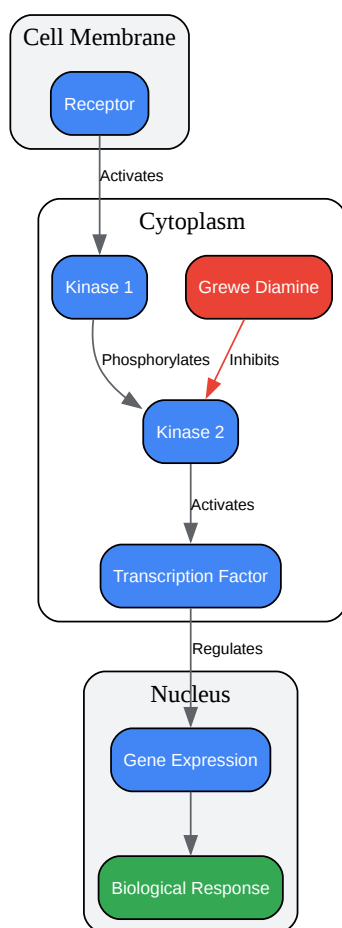 Cell Membrane
Receptor
Activates
Cytoplasm
Kinase 1
Grewe Diamine
Phosphorylates
Inhibits
Kinase 2
Activates
Transcription Factor
Regulates
Nucleus
Gene Expression
Biological Response